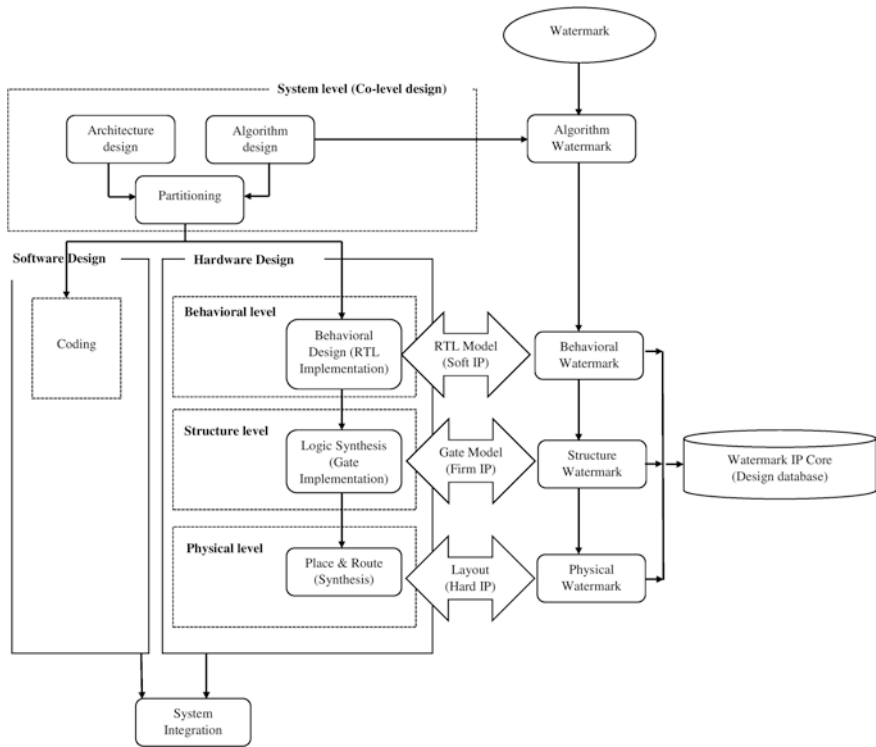 Watermark
System level (Co-level design)
Architecture
design
Algorithm
design
Algorithm
Watermark
Partitioning
Software Design
Hardware Design
Behavioral level
Coding
Behavioral
Design (RTL
Implementation)
RTL Model
(Soft IP)
Behavioral
Watermark
Structure level
Logic Synthesis
(Gate
Implementation)
Gate Model
(Firm IP)
Structure
Watermark
Watermark IP Core
(Design database)
Physical level
Place & Route
(Synthesis)
Layout
(Hard IP)
Physical
Watermark
System
Integration